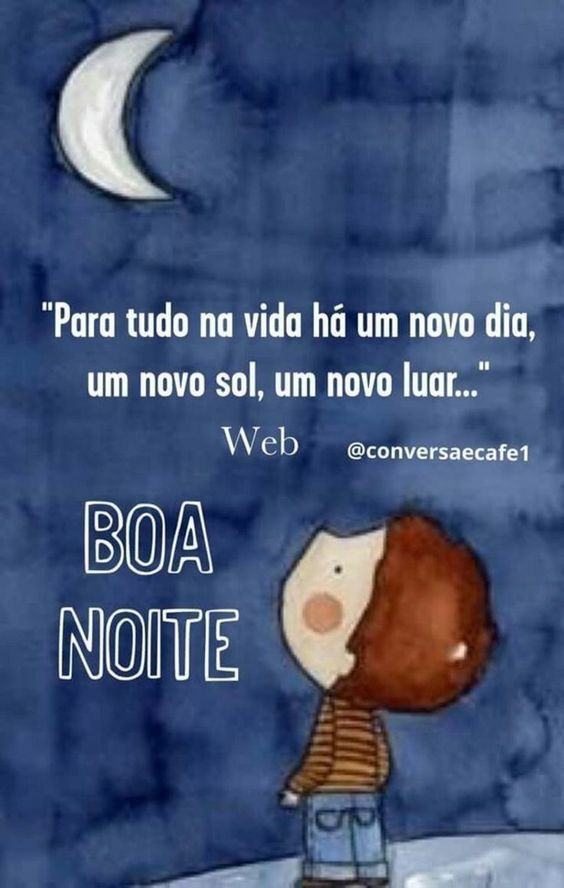 "Para tudo na vida há um novo dia,
um novo sol, um novo luar..."
Web
@conversaecafe1
BOA
NOITE